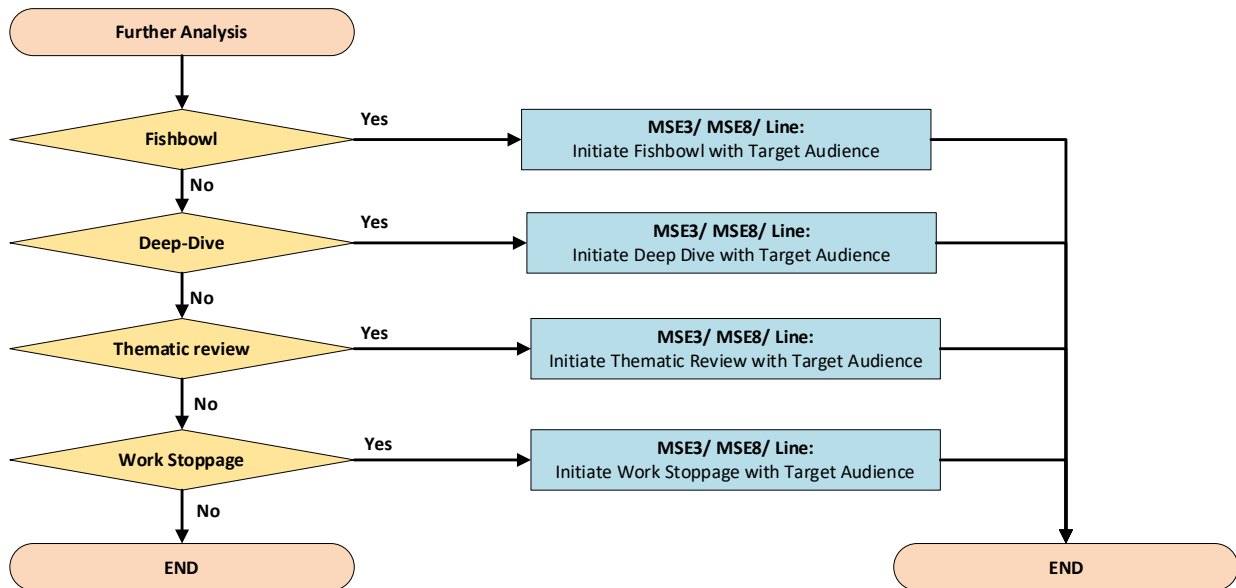 Further Analysis
Fishbowl
Yes
MSE3/ MSE8/ Line:
Initiate Fishbowl with Target Audience
No
Deep-Dive
Yes
MSE3/ MSE8/ Line:
Initiate Deep Dive with Target Audience
No
Thematic review
Yes
MSE3/ MSE8/ Line:
Initiate Thematic Review with Target Audience
No
Work Stoppage
Yes
MSE3/ MSE8/ Line:
Initiate Work Stoppage with Target Audience
No
END
END